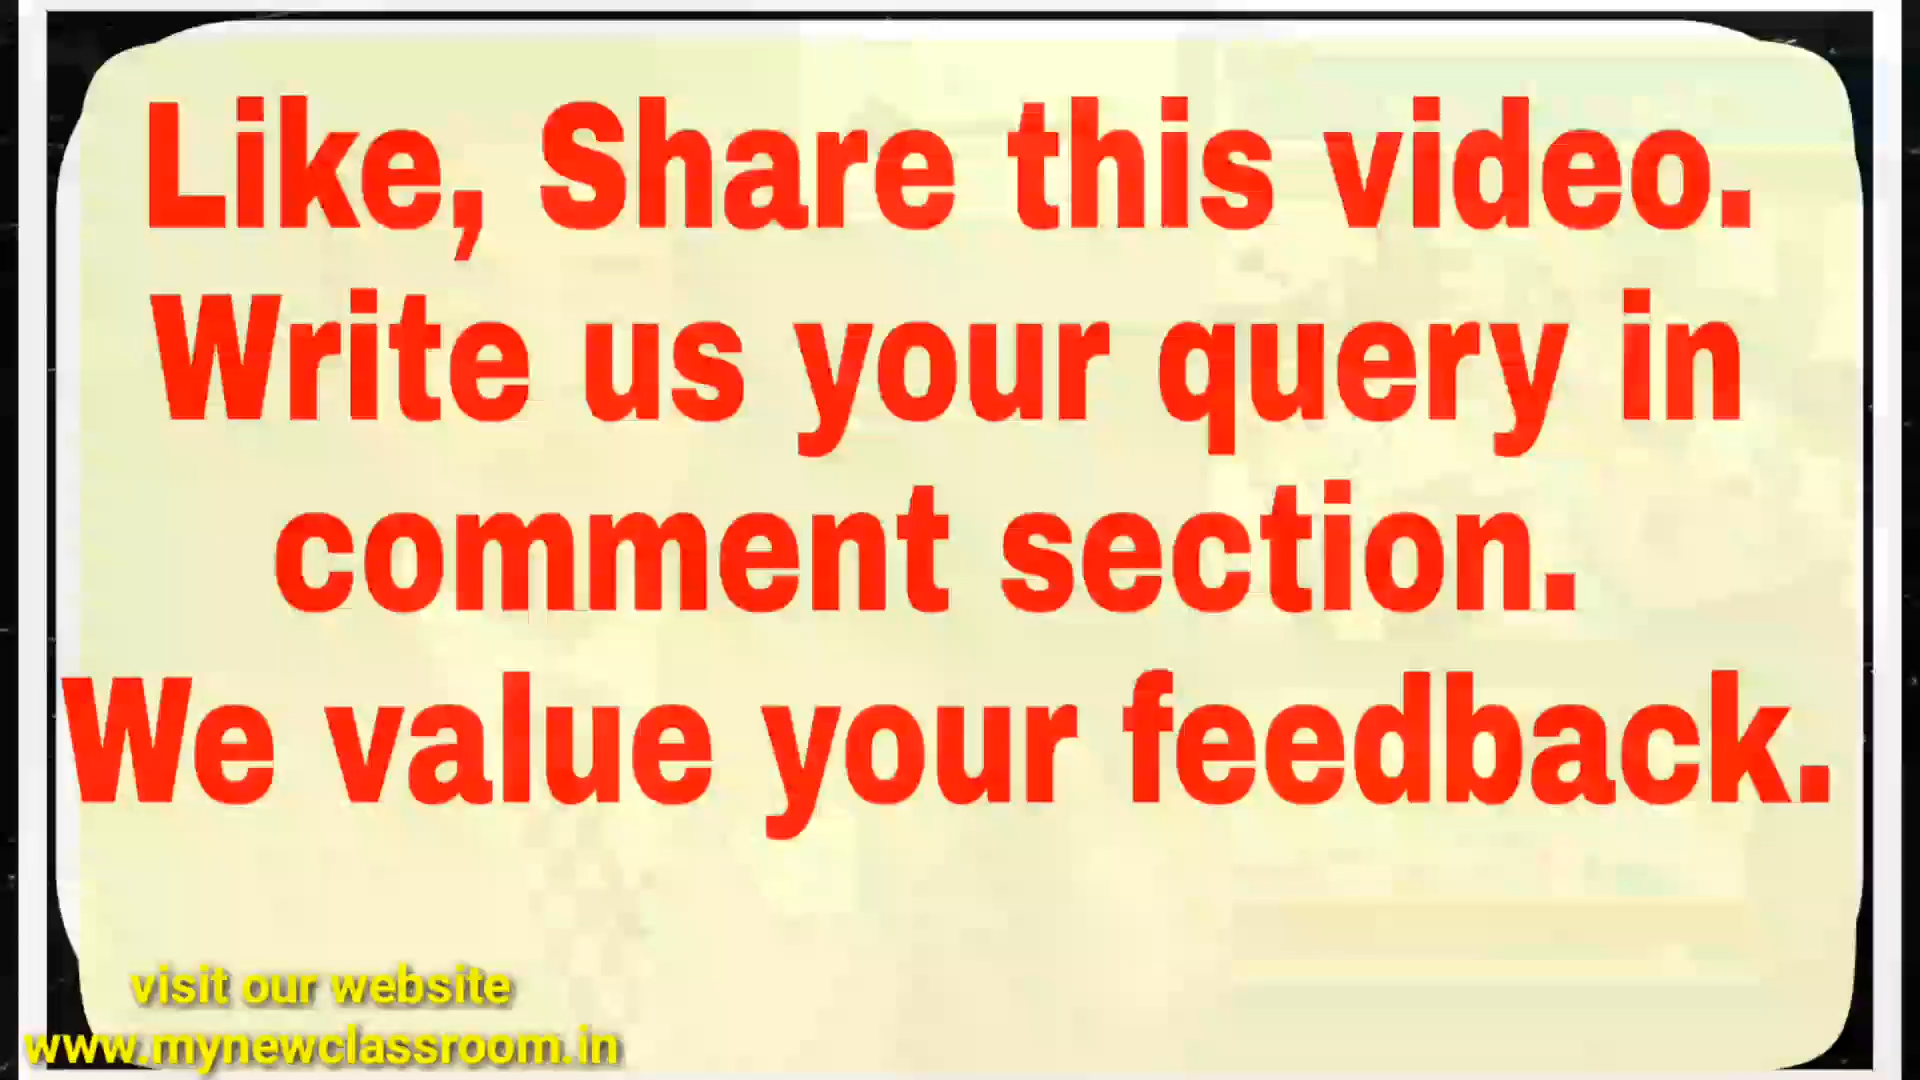 Like, Share this video.
Write us your query in
comment section.
We value your feedback.
visit our website
www.mynewclassroom.in